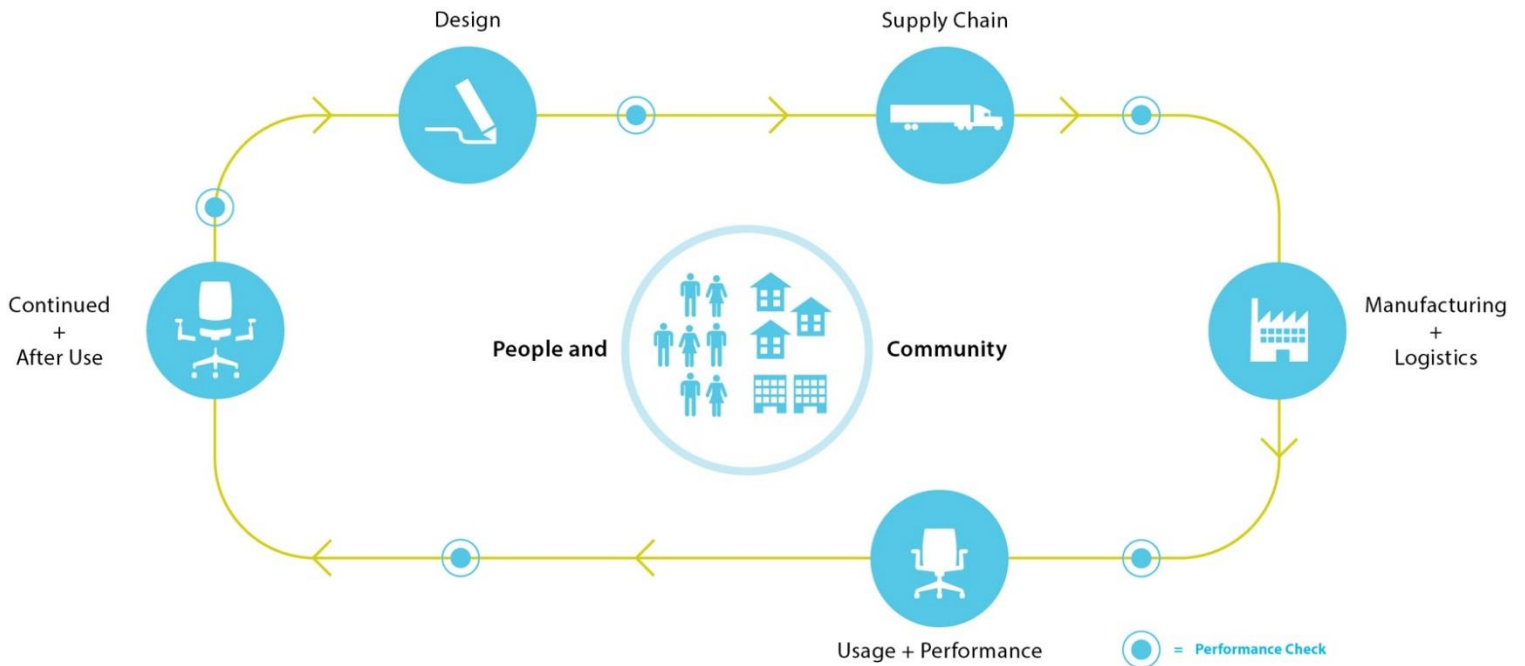 Design
Supply Chain
Continued
+
After Use
People and
Community
Manufacturing
+
Logistics
Usage + Performance
= Performance Check